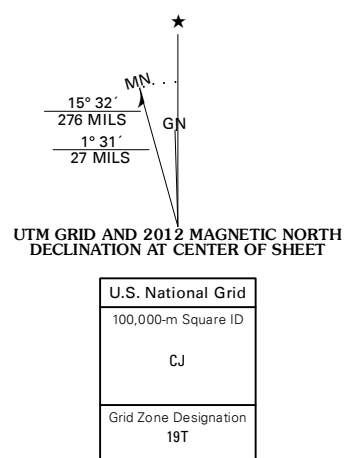 ★
MN
15° 32´
276 MILS
GN
1° 31´
27 MILS
UTM GRID AND 2012 MAGNETIC NORTH
DECLINATION AT CENTER OF SHEET
U.S. National Grid
100,000-m Square ID
CJ
Grid Zone Designation
19T